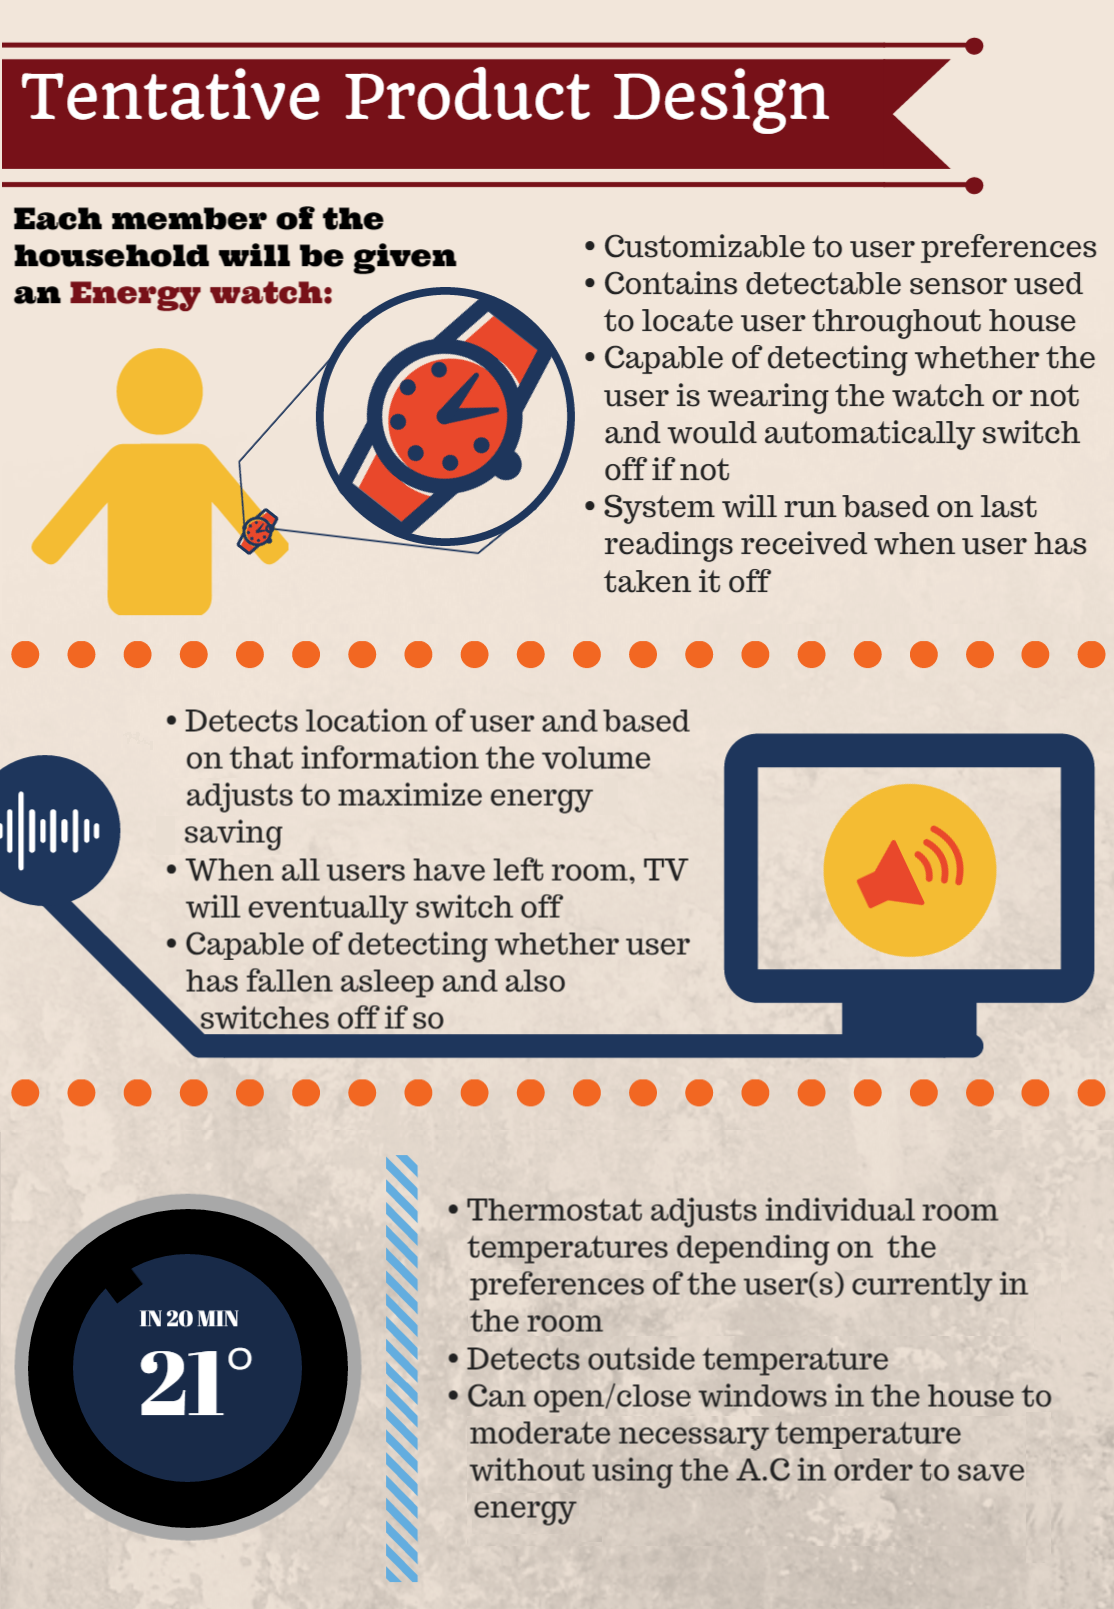 Tentative Product Design
Each member of the
household will be given
an Energy watch:
• Customizable to user preferences
• Contains detectable sensor used
to locate user throughout house
• Capable of detecting whether the
user is wearing the watch or not
and would automatically switch
off if not
• System will run based on last
readings received when user has
taken it off
• Detects location of user and based
on that information the volume
adjusts to maximize energy
saving
• When all users have left room, TV
will eventually switch off
• Capable of detecting whether user
has fallen asleep and also
switches off if so
IN 20 MIN
21°
• Thermostat adjusts individual room
temperatures depending on the
preferences of the user(s) currently in
the room
• Detects outside temperature
• Can open/close windows in the house to
moderate necessary temperature
without using the A.C in order to save
energy